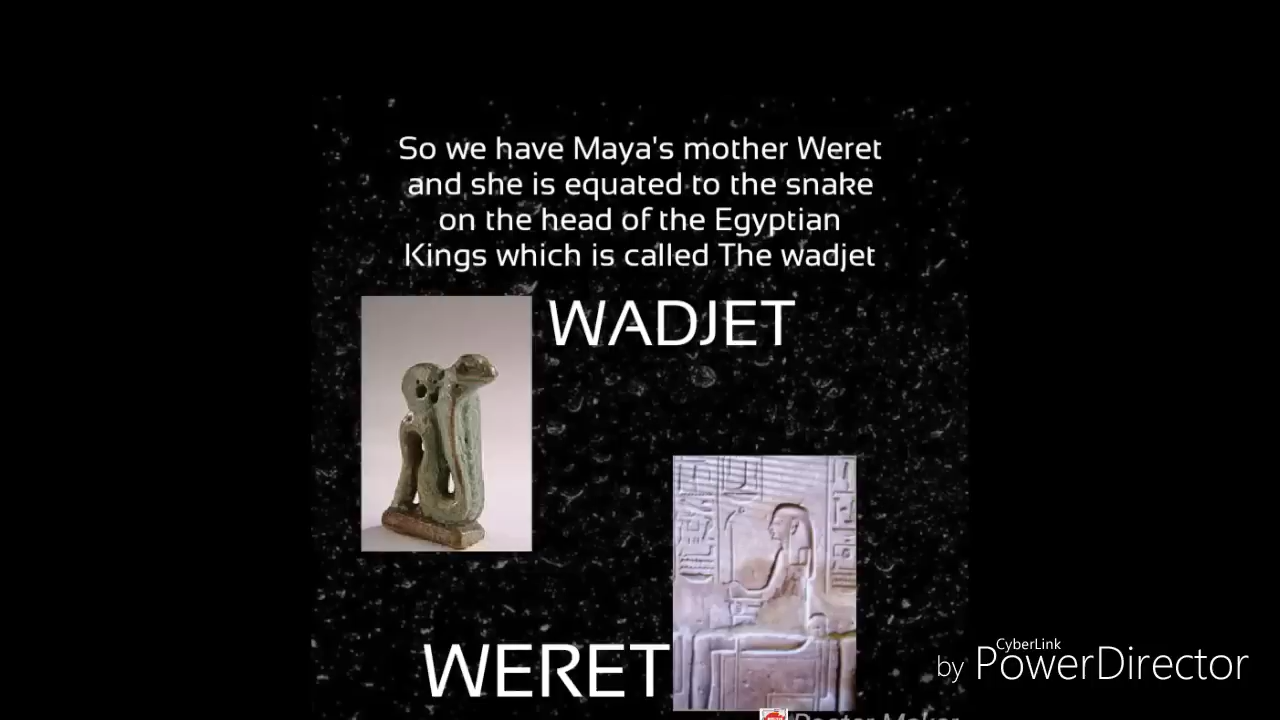 So we have Maya's mother Weret
and she is equated to the snake
on the head of the Egyptian
Kings which is called The wadjet
WADJET
WERET
CyberLink
by PowerDirector